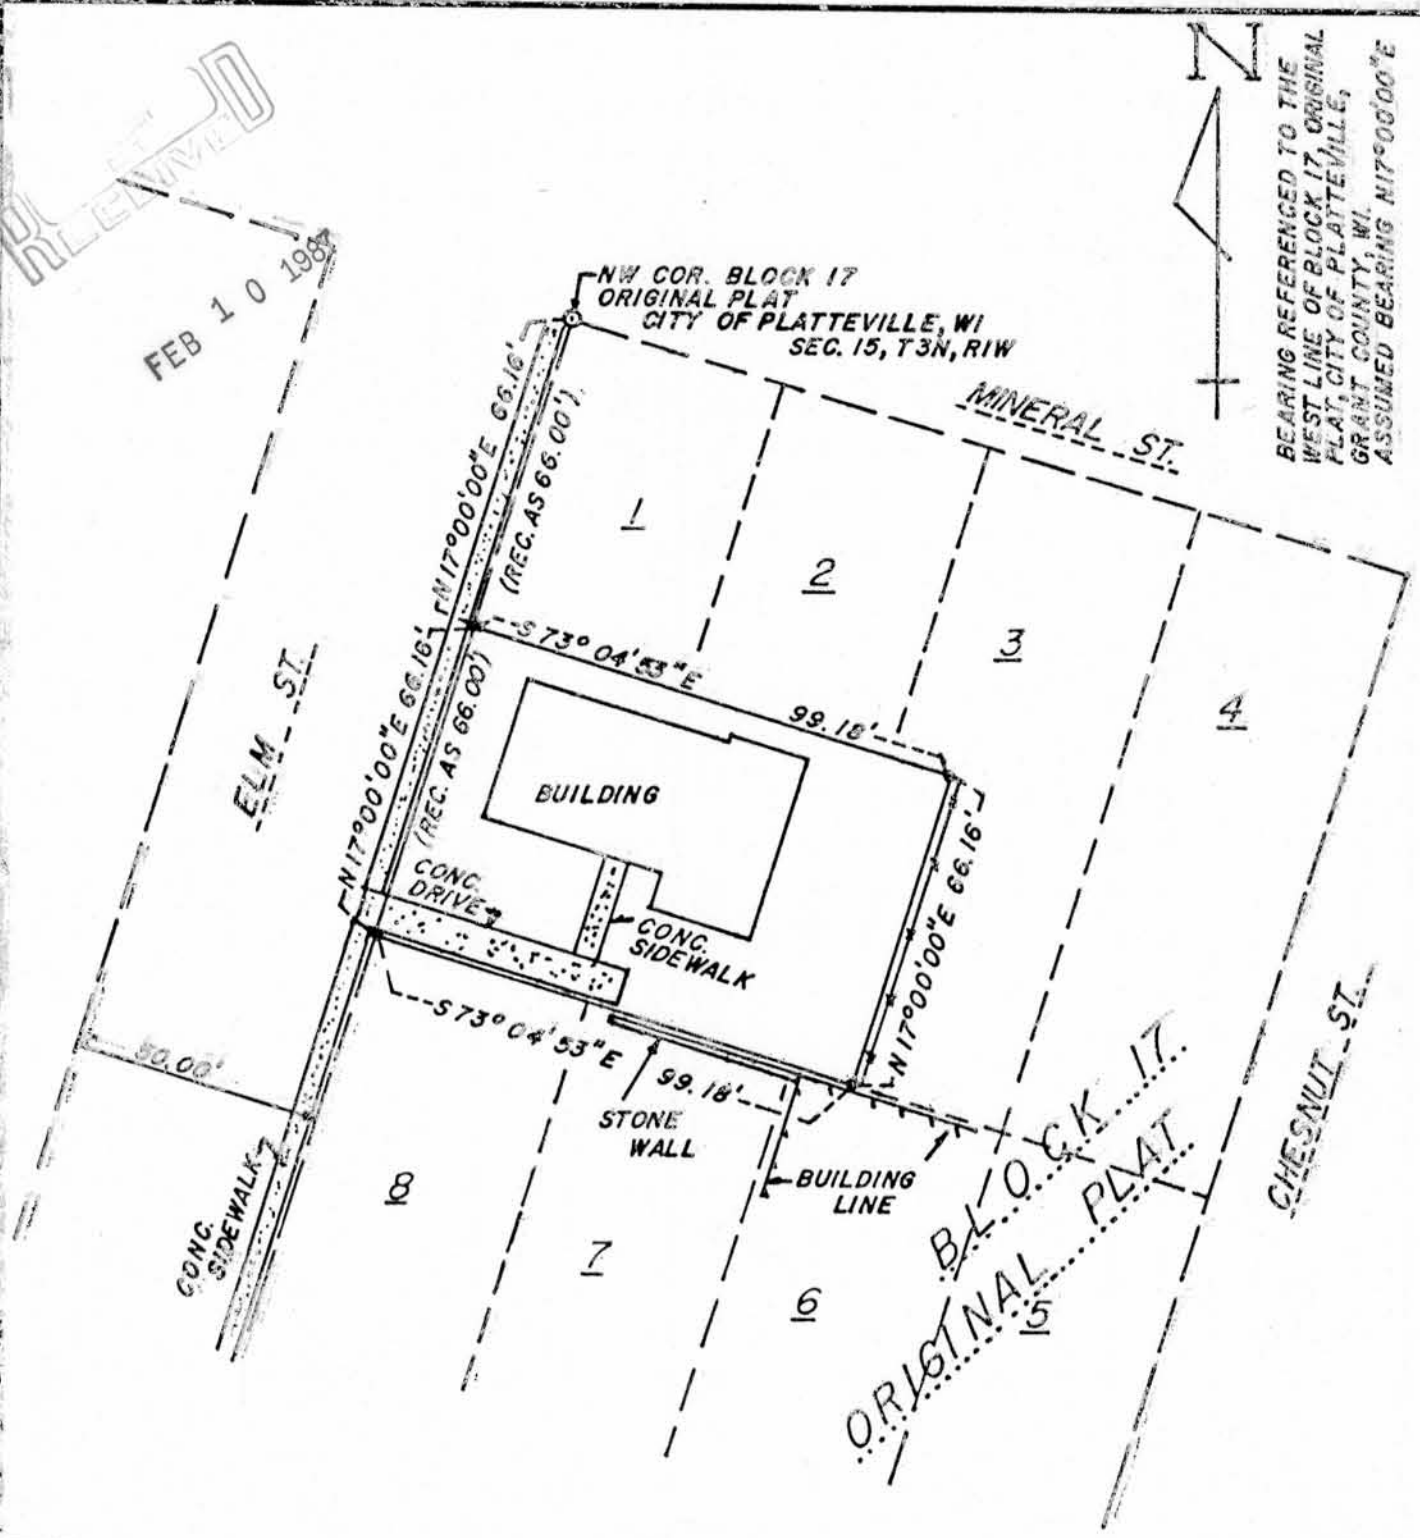 RECEIVED
FEB 10 1987
N
BEARING REFERENCED TO THE
WEST LINE OF BLOCK 17, ORIGINAL
PLAT, CITY OF PLATTEVILLE,
GRANT COUNTY, WI.
ASSUMED BEARING N17°00'00"E
NW COR. BLOCK 17
ORIGINAL PLAT
CITY OF PLATTEVILLE, WI
SEC. 15, T3N, R1W
MINERAL ST.
N17°00'00"E 66.16'
(REC. AS 66.00')
1
2
3
4
S 73° 04' 53"E
99.18'
N17°00'00"E 66.16'
(REC. AS 66.00')
ELM ST.
BUILDING
CONC.
DRIVE
CONC.
SIDEWALK
N17°00'00"E 66.16'
S 73° 04' 53"E
99.18'
50.00'
STONE
WALL
BUILDING
LINE
CHESNUT ST.
BLOCK 17
ORIGINAL PLAT
CONC.
SIDEWALK
8
7
6
5